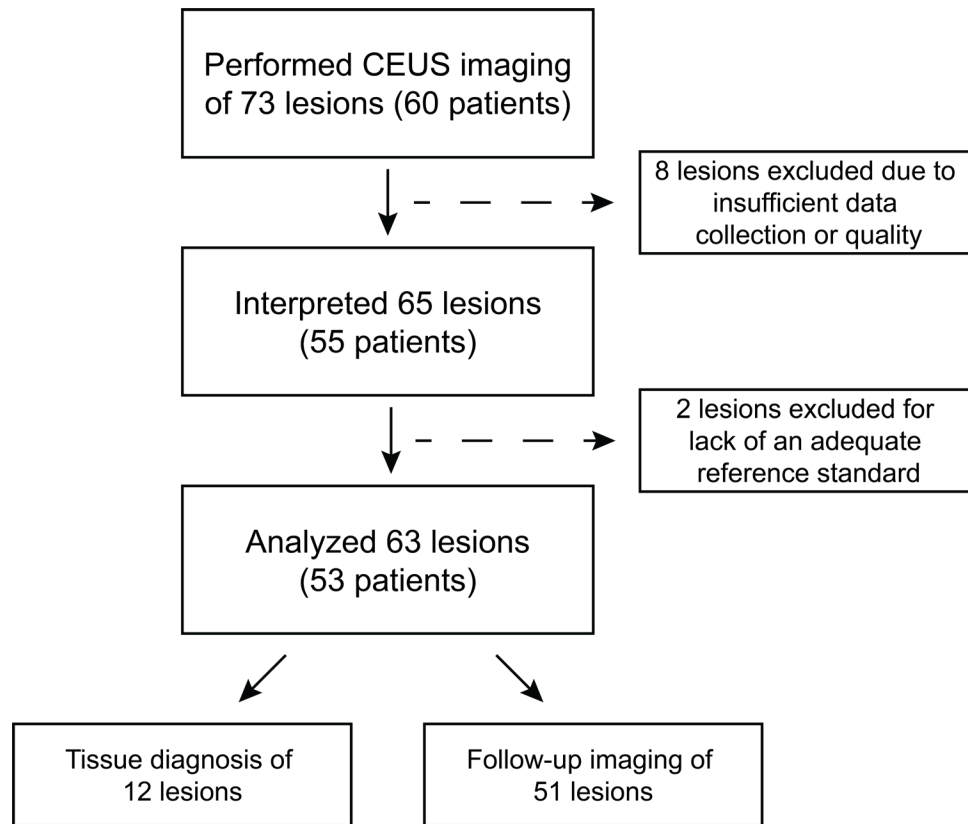 Performed CEUS imaging
of 73 lesions (60 patients)
8 lesions excluded due to
insufficient data
collection or quality
Interpreted 65 lesions
(55 patients)
2 lesions excluded for
lack of an adequate
reference standard
Analyzed 63 lesions
(53 patients)
Tissue diagnosis of
12 lesions
Follow-up imaging of
51 lesions